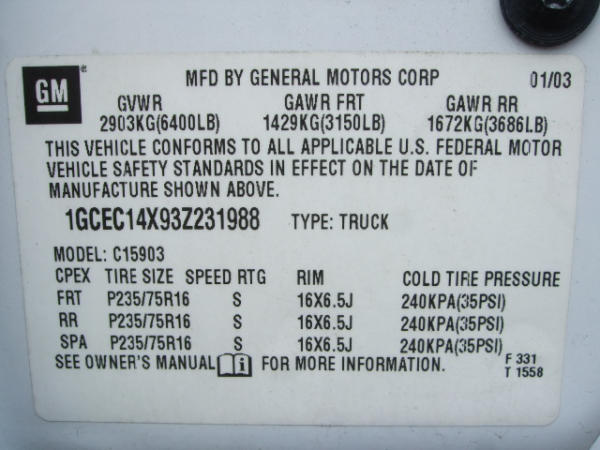 GM ® MFD BY GENERAL MOTORS CORP 01/03
GVWR GAWR FRT GAWR RR
2903KG(6400LB) 1429KG(3150LB) 1672KG(3686LB)
THIS VEHICLE CONFORMS TO ALL APPLICABLE U.S. FEDERAL MOTOR
VEHICLE SAFETY STANDARDS IN EFFECT ON THE DATE OF
MANUFACTURE SHOWN ABOVE.
1GCEC14X93Z231988 TYPE: TRUCK
MODEL: C15903
CPEX TIRE SIZE SPEED RTG RIM COLD TIRE PRESSURE
FRT P235/75R16 S 16X6.5J 240KPA(35PSI)
RR P235/75R16 S 16X6.5J 240KPA(35PSI)
SPA P235/75R16 S 16X6.5J 240KPA(35PSI)
SEE OWNER'S MANUAL i FOR MORE INFORMATION.
F 331
T 1558